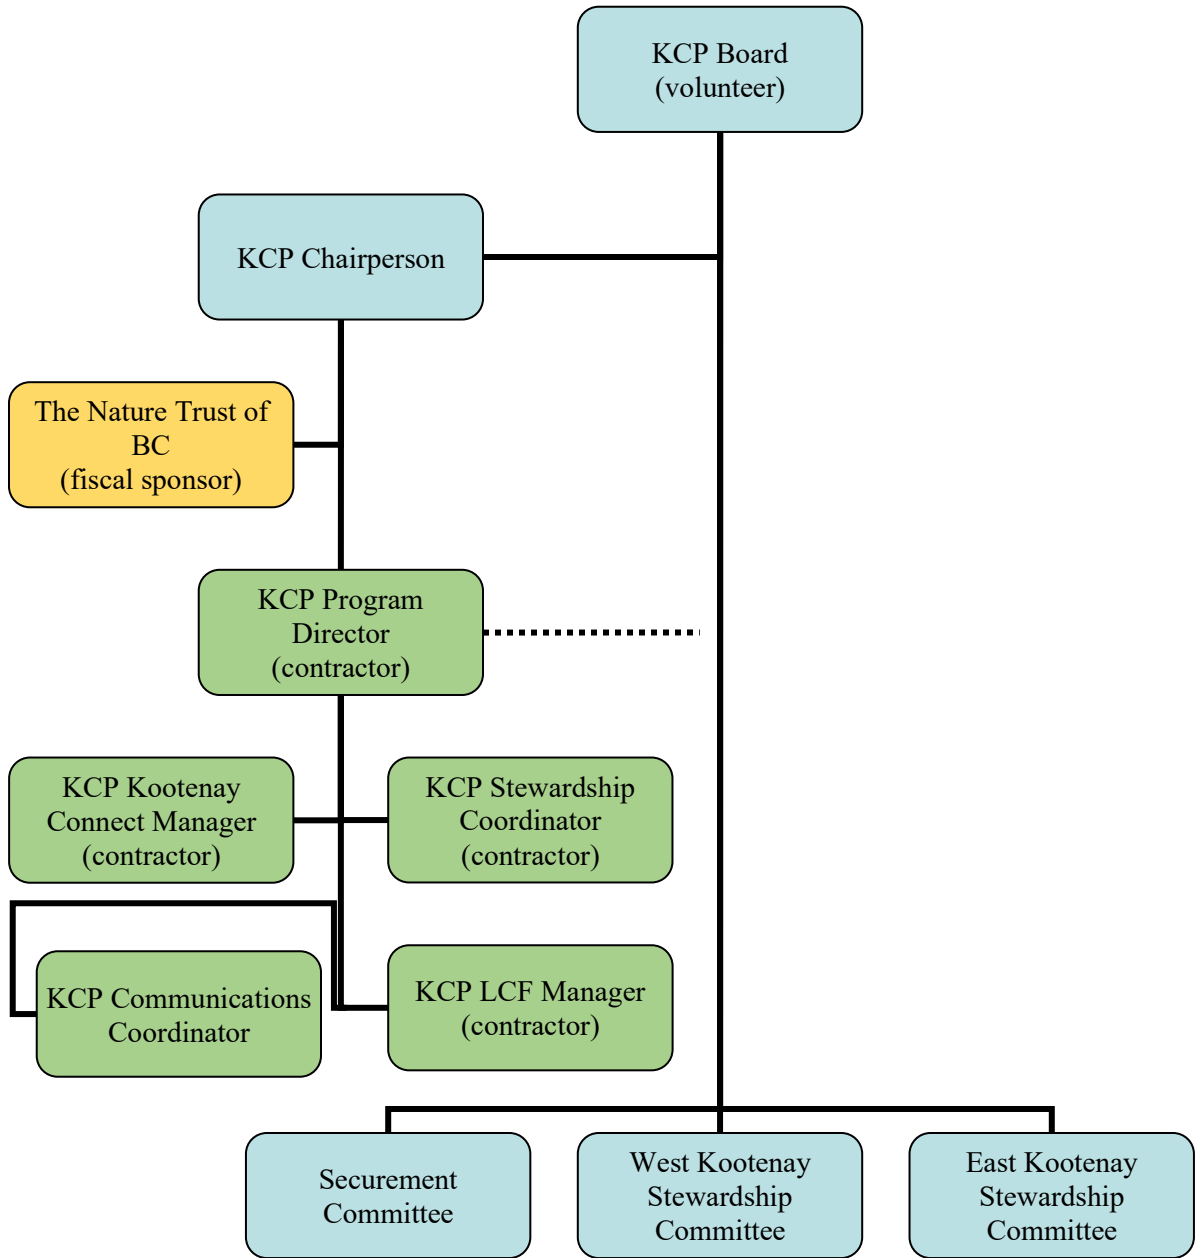 KCP Board
(volunteer)
KCP Chairperson
The Nature Trust of
BC
(fiscal sponsor)
KCP Program
Director
(contractor)
KCP Kootenay
Connect Manager
(contractor)
KCP Stewardship
Coordinator
(contractor)
KCP Communications
Coordinator
KCP LCF Manager
(contractor)
Securement
Committee
West Kootenay
Stewardship
Committee
East Kootenay
Stewardship
Committee